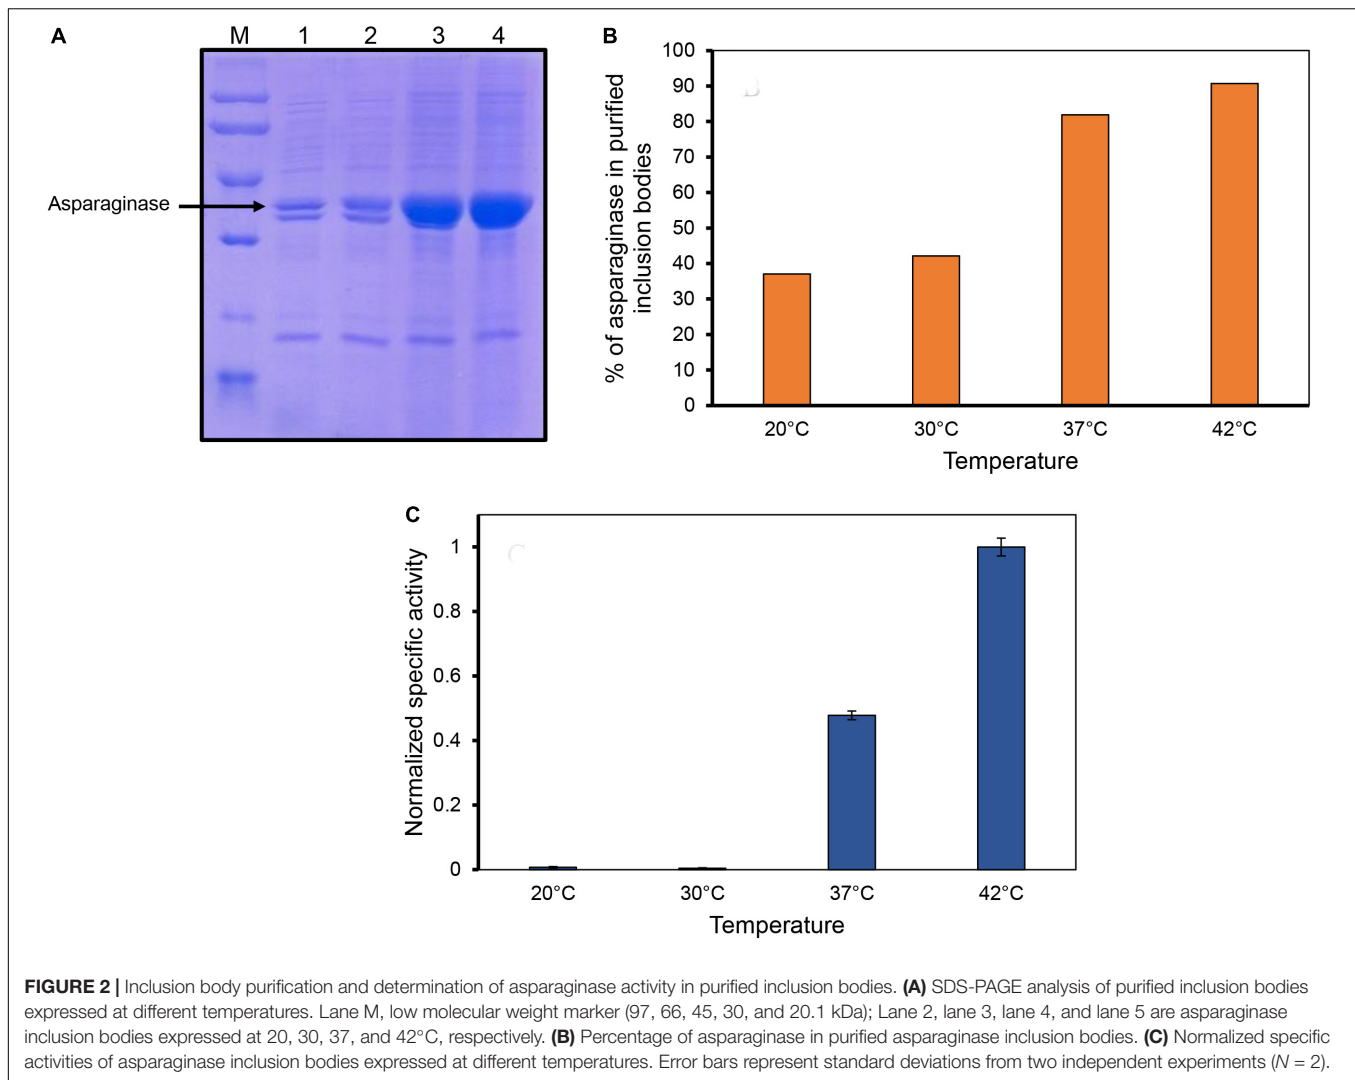 A
M 1 2 3 4
Asparaginase
B
% of asparaginase in purified
inclusion bodies
100
90
80
70
60
50
40
30
20
10
0
20°C 30°C 37°C 42°C
Temperature
C
Normalized specific activity
1
0.8
0.6
0.4
0.2
0
20°C 30°C 37°C 42°C
Temperature
FIGURE 2 | Inclusion body purification and determination of asparaginase activity in purified inclusion bodies. (A) SDS-PAGE analysis of purified inclusion bodies
expressed at different temperatures. Lane M, low molecular weight marker (97, 66, 45, 30, and 20.1 kDa); Lane 2, lane 3, lane 4, and lane 5 are asparaginase
inclusion bodies expressed at 20, 30, 37, and 42°C, respectively. (B) Percentage of asparaginase in purified asparaginase inclusion bodies. (C) Normalized specific
activities of asparaginase inclusion bodies expressed at different temperatures. Error bars represent standard deviations from two independent experiments (N = 2).